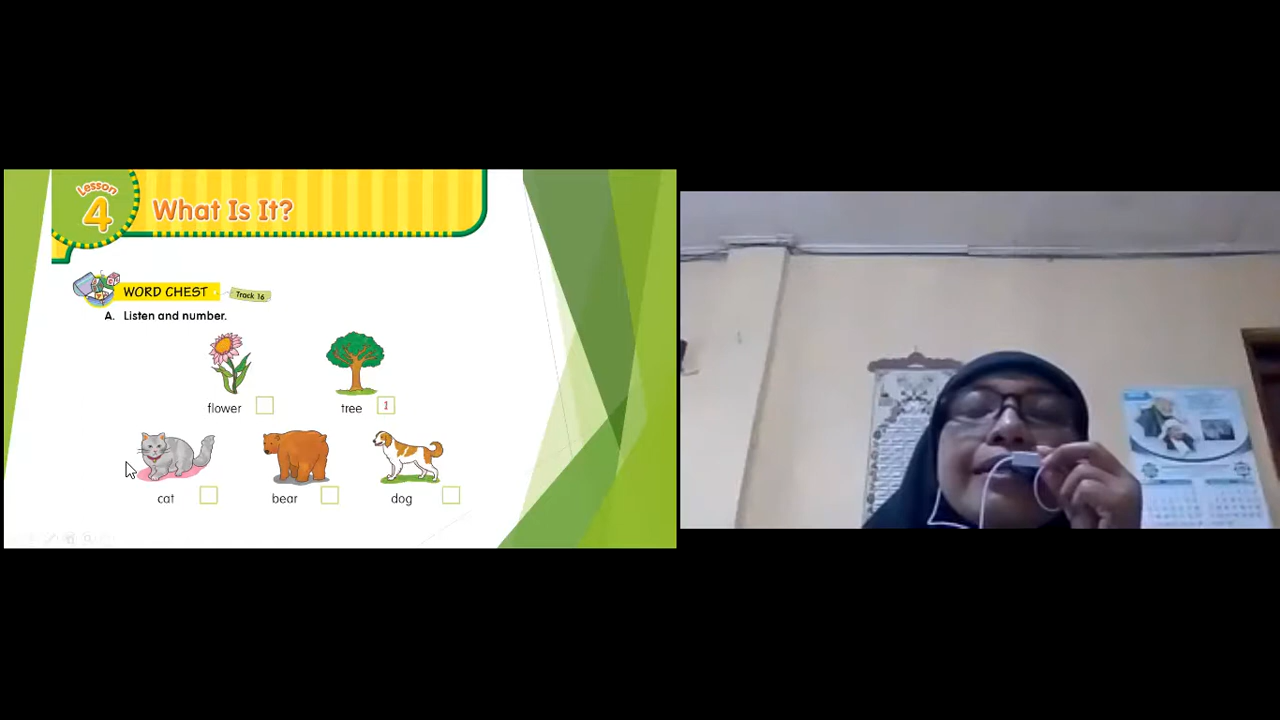 Lesson
4
What Is It?
WORD CHEST
Track 16
A. Listen and number.
flower
tree 1
cat
bear
dog